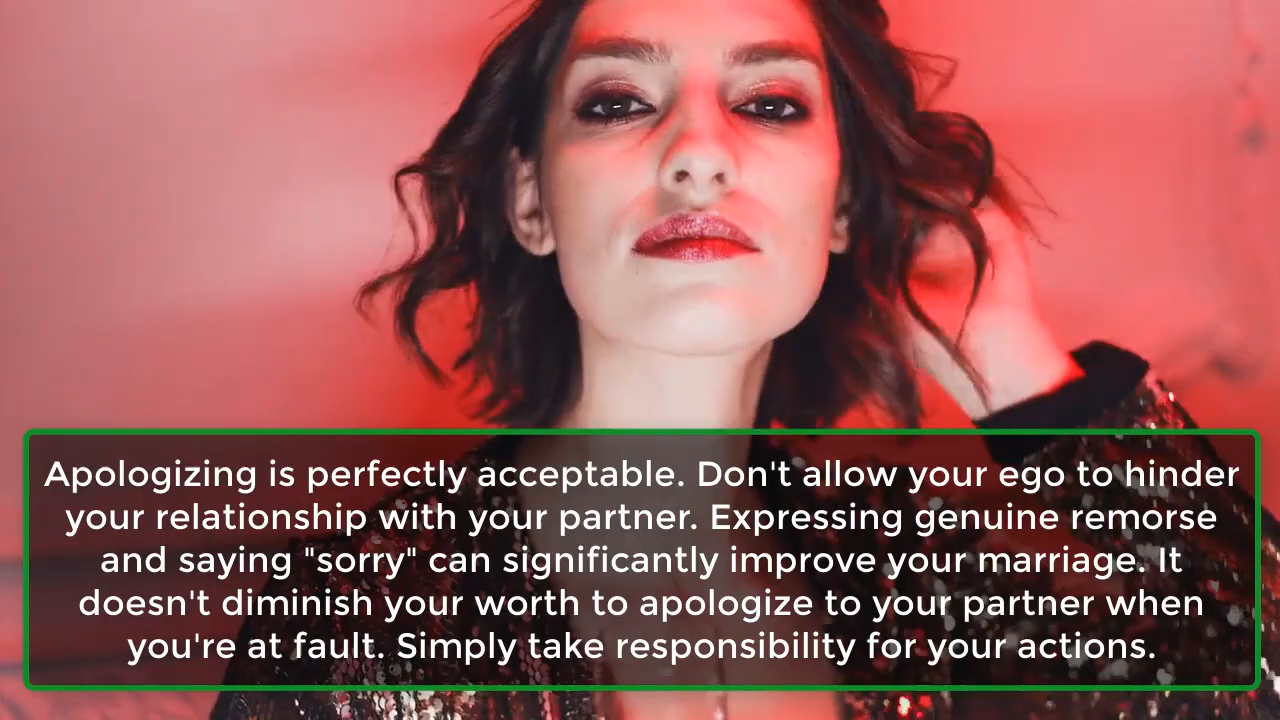 Apologizing is perfectly acceptable. Don't allow your ego to hinder
your relationship with your partner. Expressing genuine remorse
and saying "sorry" can significantly improve your marriage. It
doesn't diminish your worth to apologize to your partner when
you're at fault. Simply take responsibility for your actions.